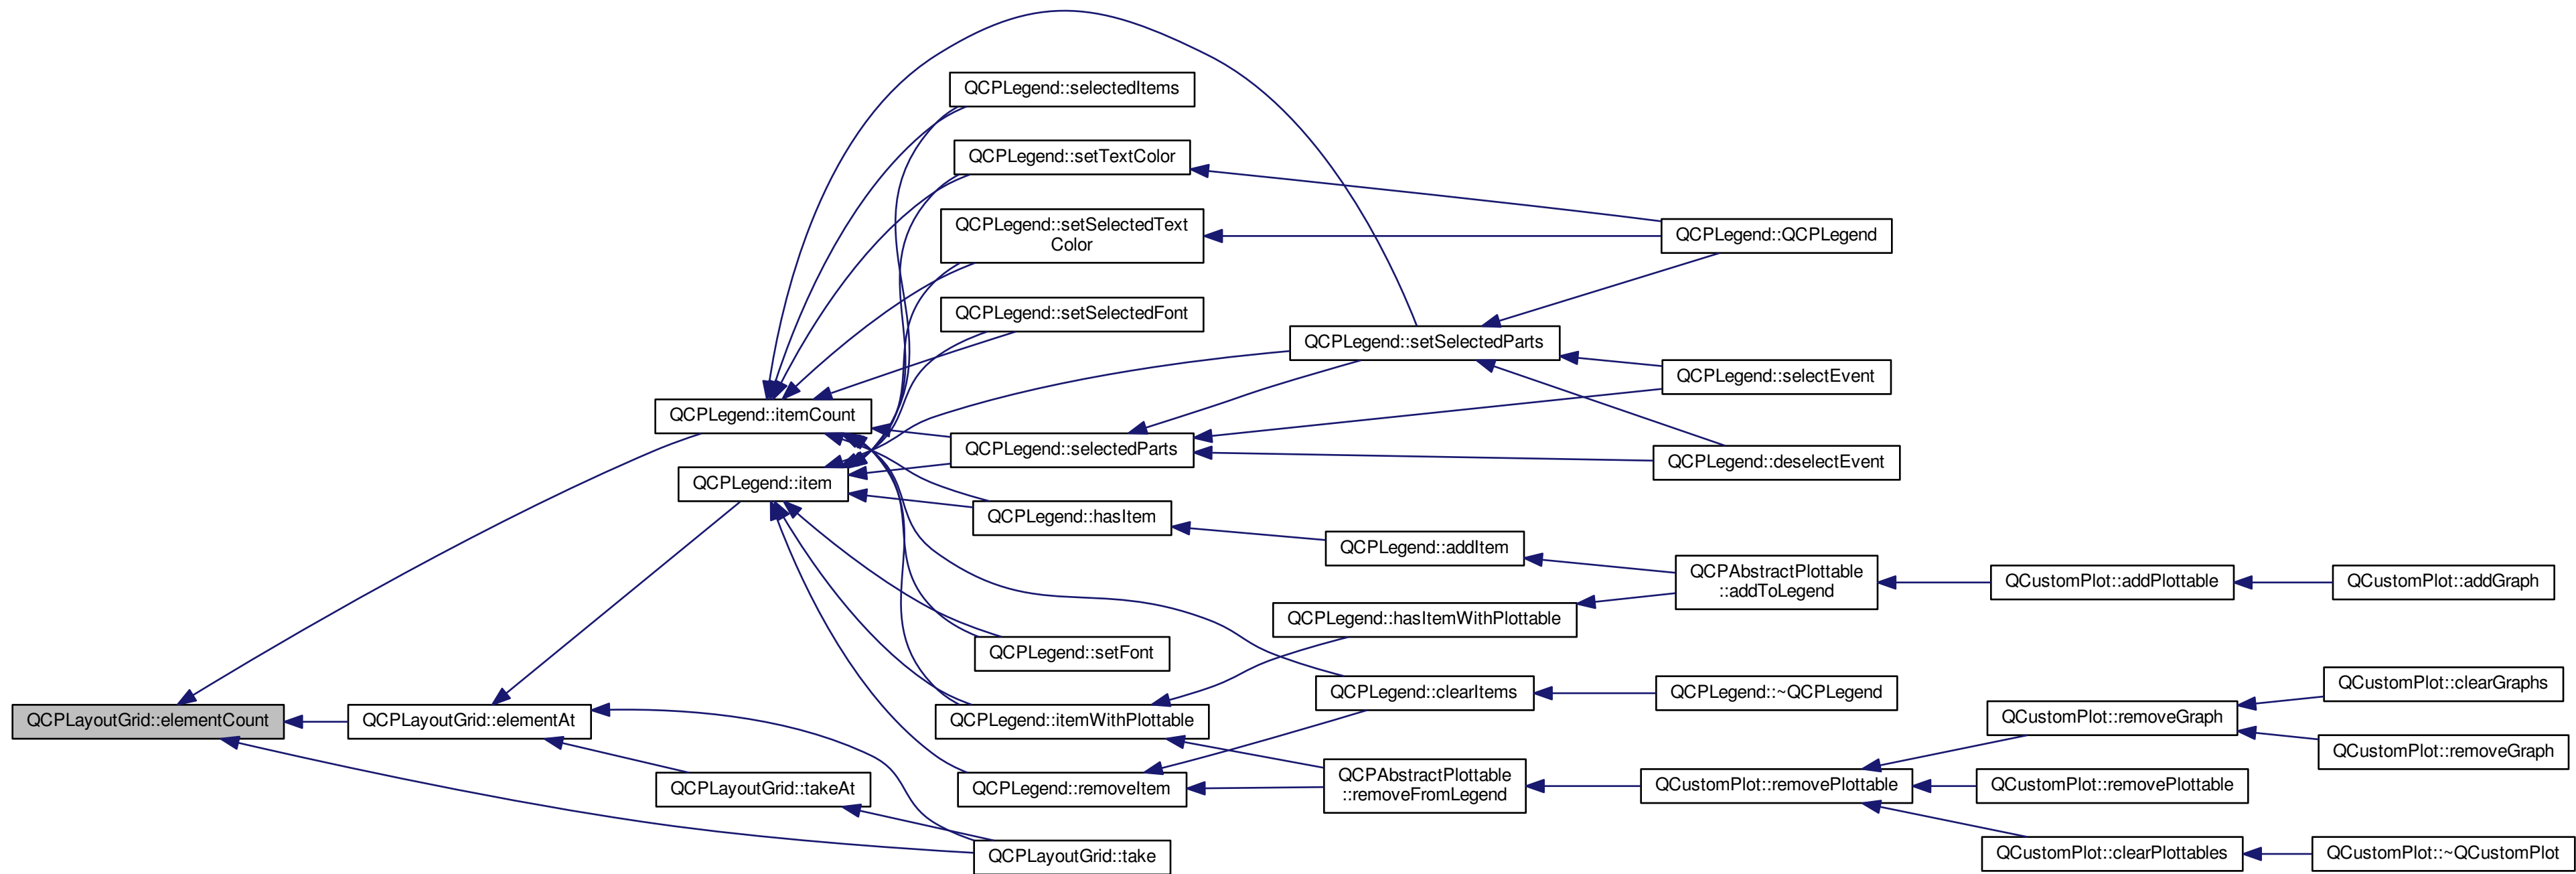 QCPLegend::selectedItems
QCPLegend::setTextColor
QCPLegend::setSelectedText
Color
QCPLegend::QCPLegend
QCPLegend::setSelectedFont
QCPLegend::setSelectedParts
QCPLegend::selectEvent
QCPLegend::itemCount
QCPLegend::selectedParts
QCPLegend::deselectEvent
QCPLegend::item
QCPLegend::hasItem
QCPLegend::addItem
QCPAbstractPlottable
::addToLegend
QCustomPlot::addPlottable
QCustomPlot::addGraph
QCPLegend::hasItemWithPlottable
QCPLegend::setFont
QCPLegend::clearItems
QCPLegend::~QCPLegend
QCustomPlot::clearGraphs
QCPLayoutGrid::elementCount
QCPLayoutGrid::elementAt
QCPLegend::itemWithPlottable
QCustomPlot::removeGraph
QCustomPlot::removeGraph
QCPLayoutGrid::takeAt
QCPLegend::removeItem
QCPAbstractPlottable
::removeFromLegend
QCustomPlot::removePlottable
QCustomPlot::removePlottable
QCPLayoutGrid::take
QCustomPlot::clearPlottables
QCustomPlot::~QCustomPlot